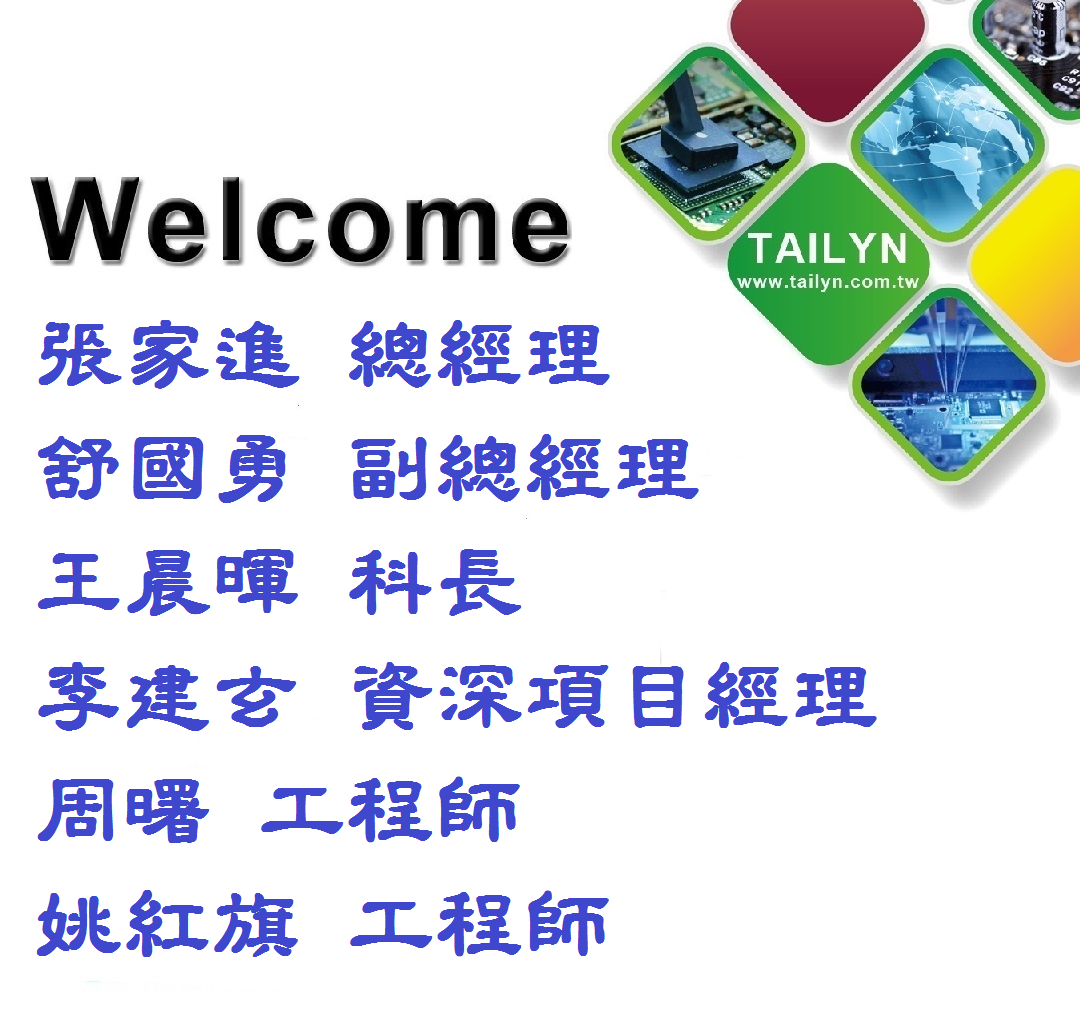 Welcome
TAILYN
www.tailyn.com.tw
張家進 總經理
舒國勇 副總經理
王晨暉 科長
李建玄 資深項目經理
周曙 工程師
姚紅旗 工程師